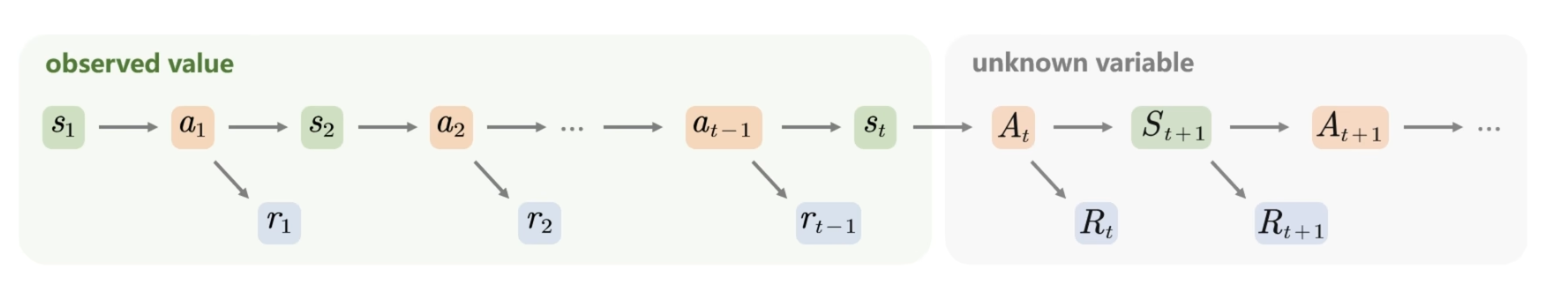 observed value
unknown variable
s₁ a₁ s₂ a₂ ... aₜ₋₁ sₜ Aₜ Sₜ₊₁ Aₜ₊₁ ...
r₁ r₂ rₜ₋₁ Rₜ Rₜ₊₁